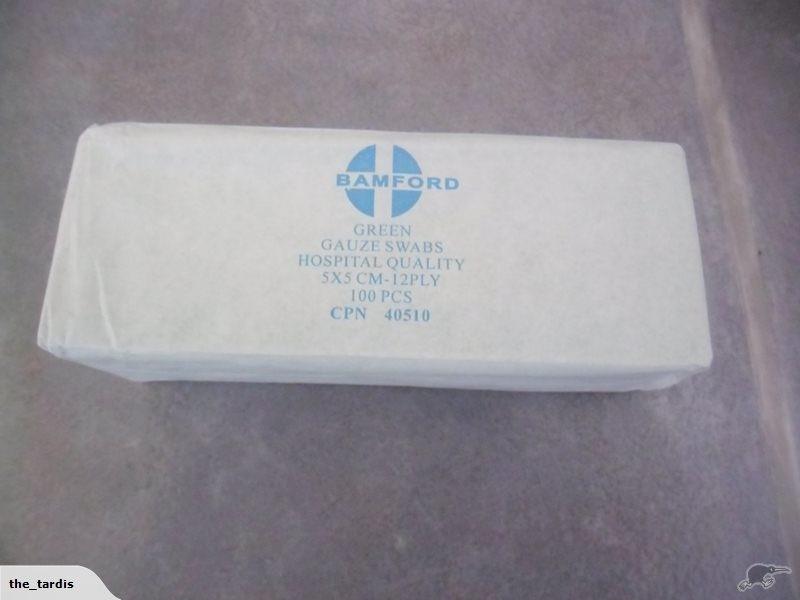 BAMFORD
GREEN
GAUZE SWABS
HOSPITAL QUALITY
5X5 CM-12PLY
100 PCS
CPN 40510
the_tardis